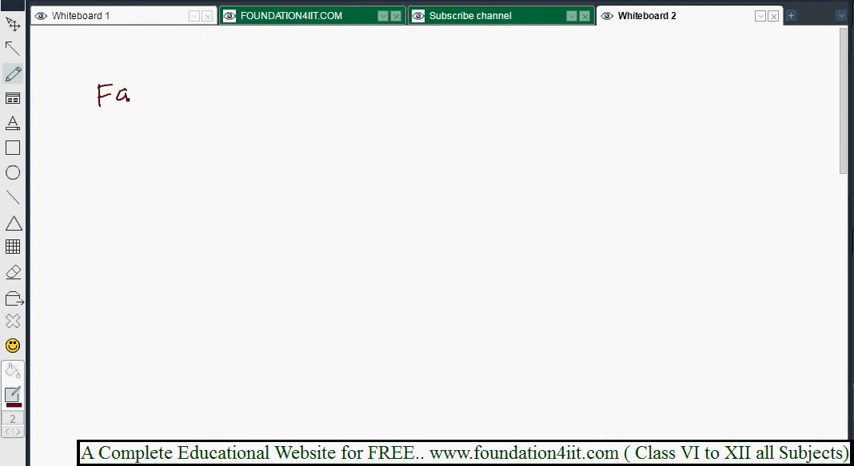 Whiteboard 1 FOUNDATION4IIT.COM Subscribe channel Whiteboard 2
Fa
2
A Complete Educational Website for FREE.. www.foundation4iit.com ( Class VI to XII all Subjects)